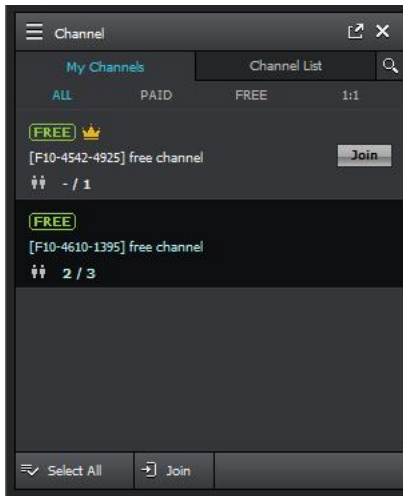 Channel
My Channels Channel List
ALL PAID FREE 1:1
FREE
[F10-4542-4925] free channel Join
- / 1
FREE
[F10-4610-1395] free channel
2 / 3
Select All Join